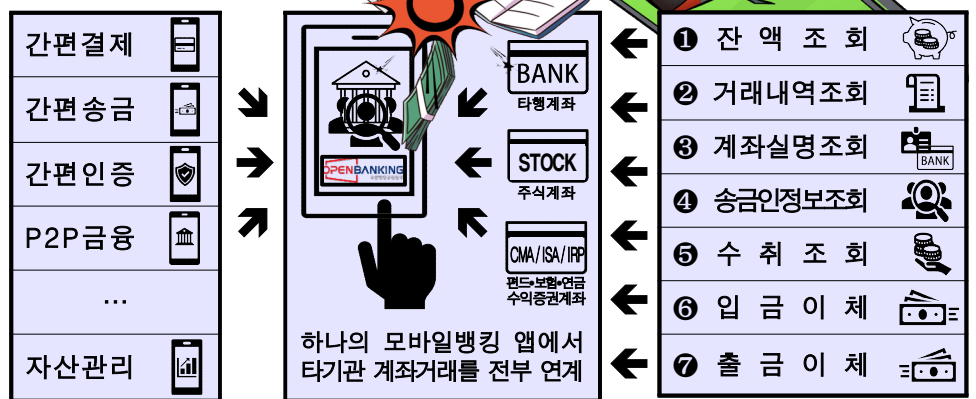 간편결제
간편송금
간편인증
P2P금융
...
자산관리
OPENBANKING
BANK
타행계좌
STOCK
주식계좌
CMA/ISA/IRP
펀드•보험•연금
수익증권계좌
하나의 모바일뱅킹 앱에서
타기관 계좌거래를 전부 연계
❶ 잔 액 조 회
❷ 거래내역조회
❸ 계좌실명조회
BANK
❹ 송금인정보조회
❺ 수 취 조 회
❻ 입 금 이 체
❼ 출 금 이 체